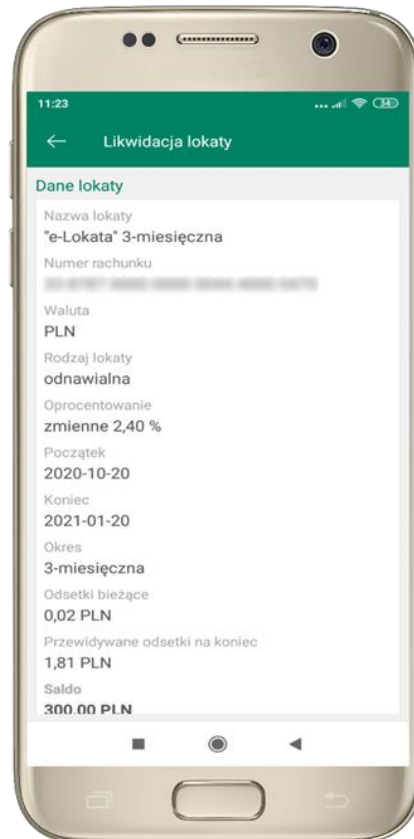 11:23
34
Likwidacja lokaty
Dane lokaty
Nazwa lokaty
"e-Lokata" 3-miesięczna
Numer rachunku
Waluta
PLN
Rodzaj lokaty
odnawialna
Oprocentowanie
zmienne 2,40 %
Początek
2020-10-20
Koniec
2021-01-20
Okres
3-miesięczna
Odsetki bieżące
0,02 PLN
Przewidywane odsetki na koniec
1,81 PLN
Saldo
300,00 PLN